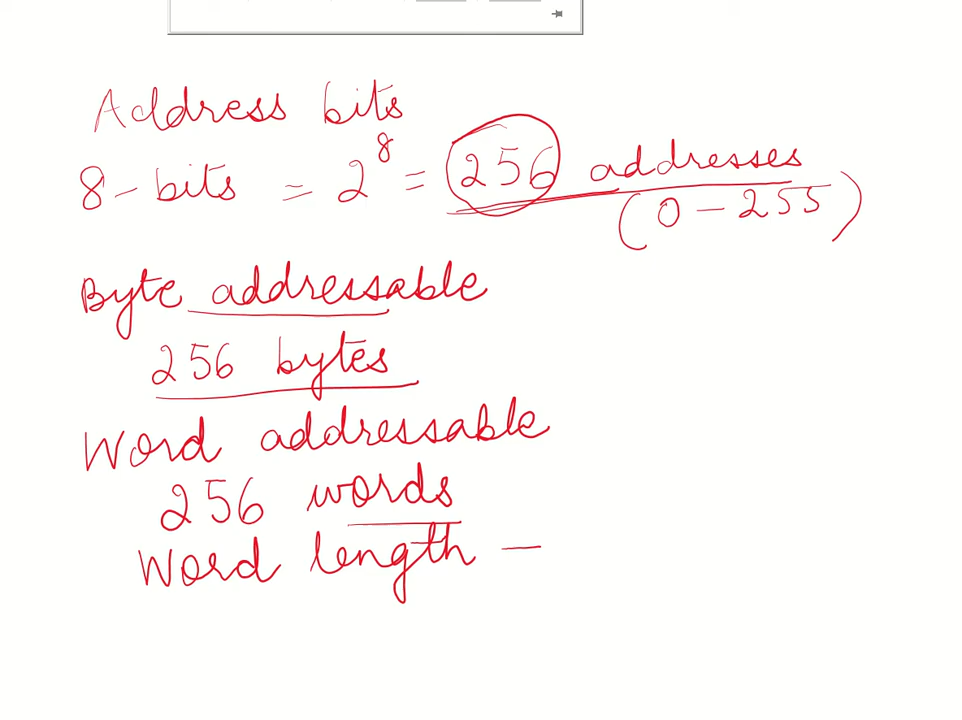 Address bits
8-bits = 2^8 = 256 addresses
(0 - 255)
Byte addressable
256 bytes
Word addressable
256 words
Word length -